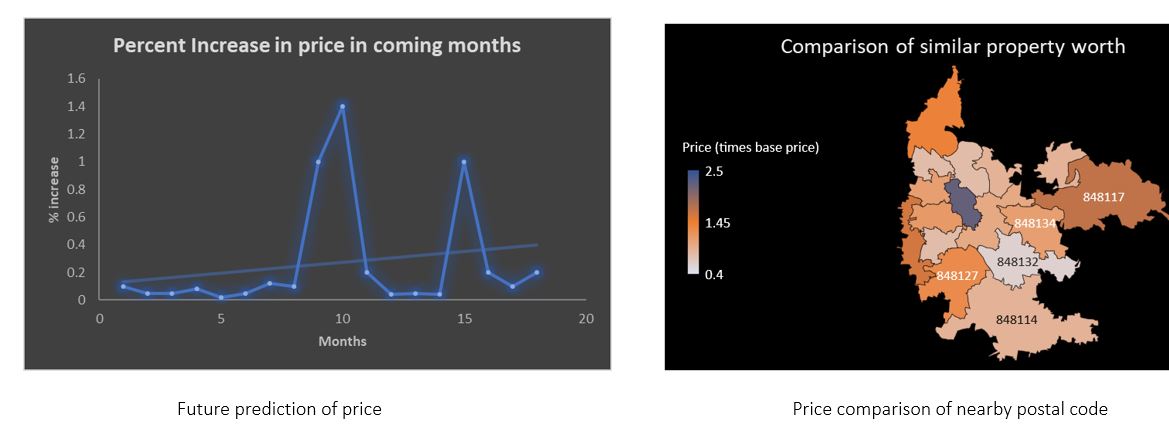 Percent Increase in price in coming months
1.6
1.4
1.2
1
0.8
0.6
0.4
0.2
0
% increase
0 5 10 15 20
Months
Future prediction of price
Comparison of similar property worth
Price (times base price)
2.5
1.45
0.4
848117
848134
848132
848127
848114
Price comparison of nearby postal code